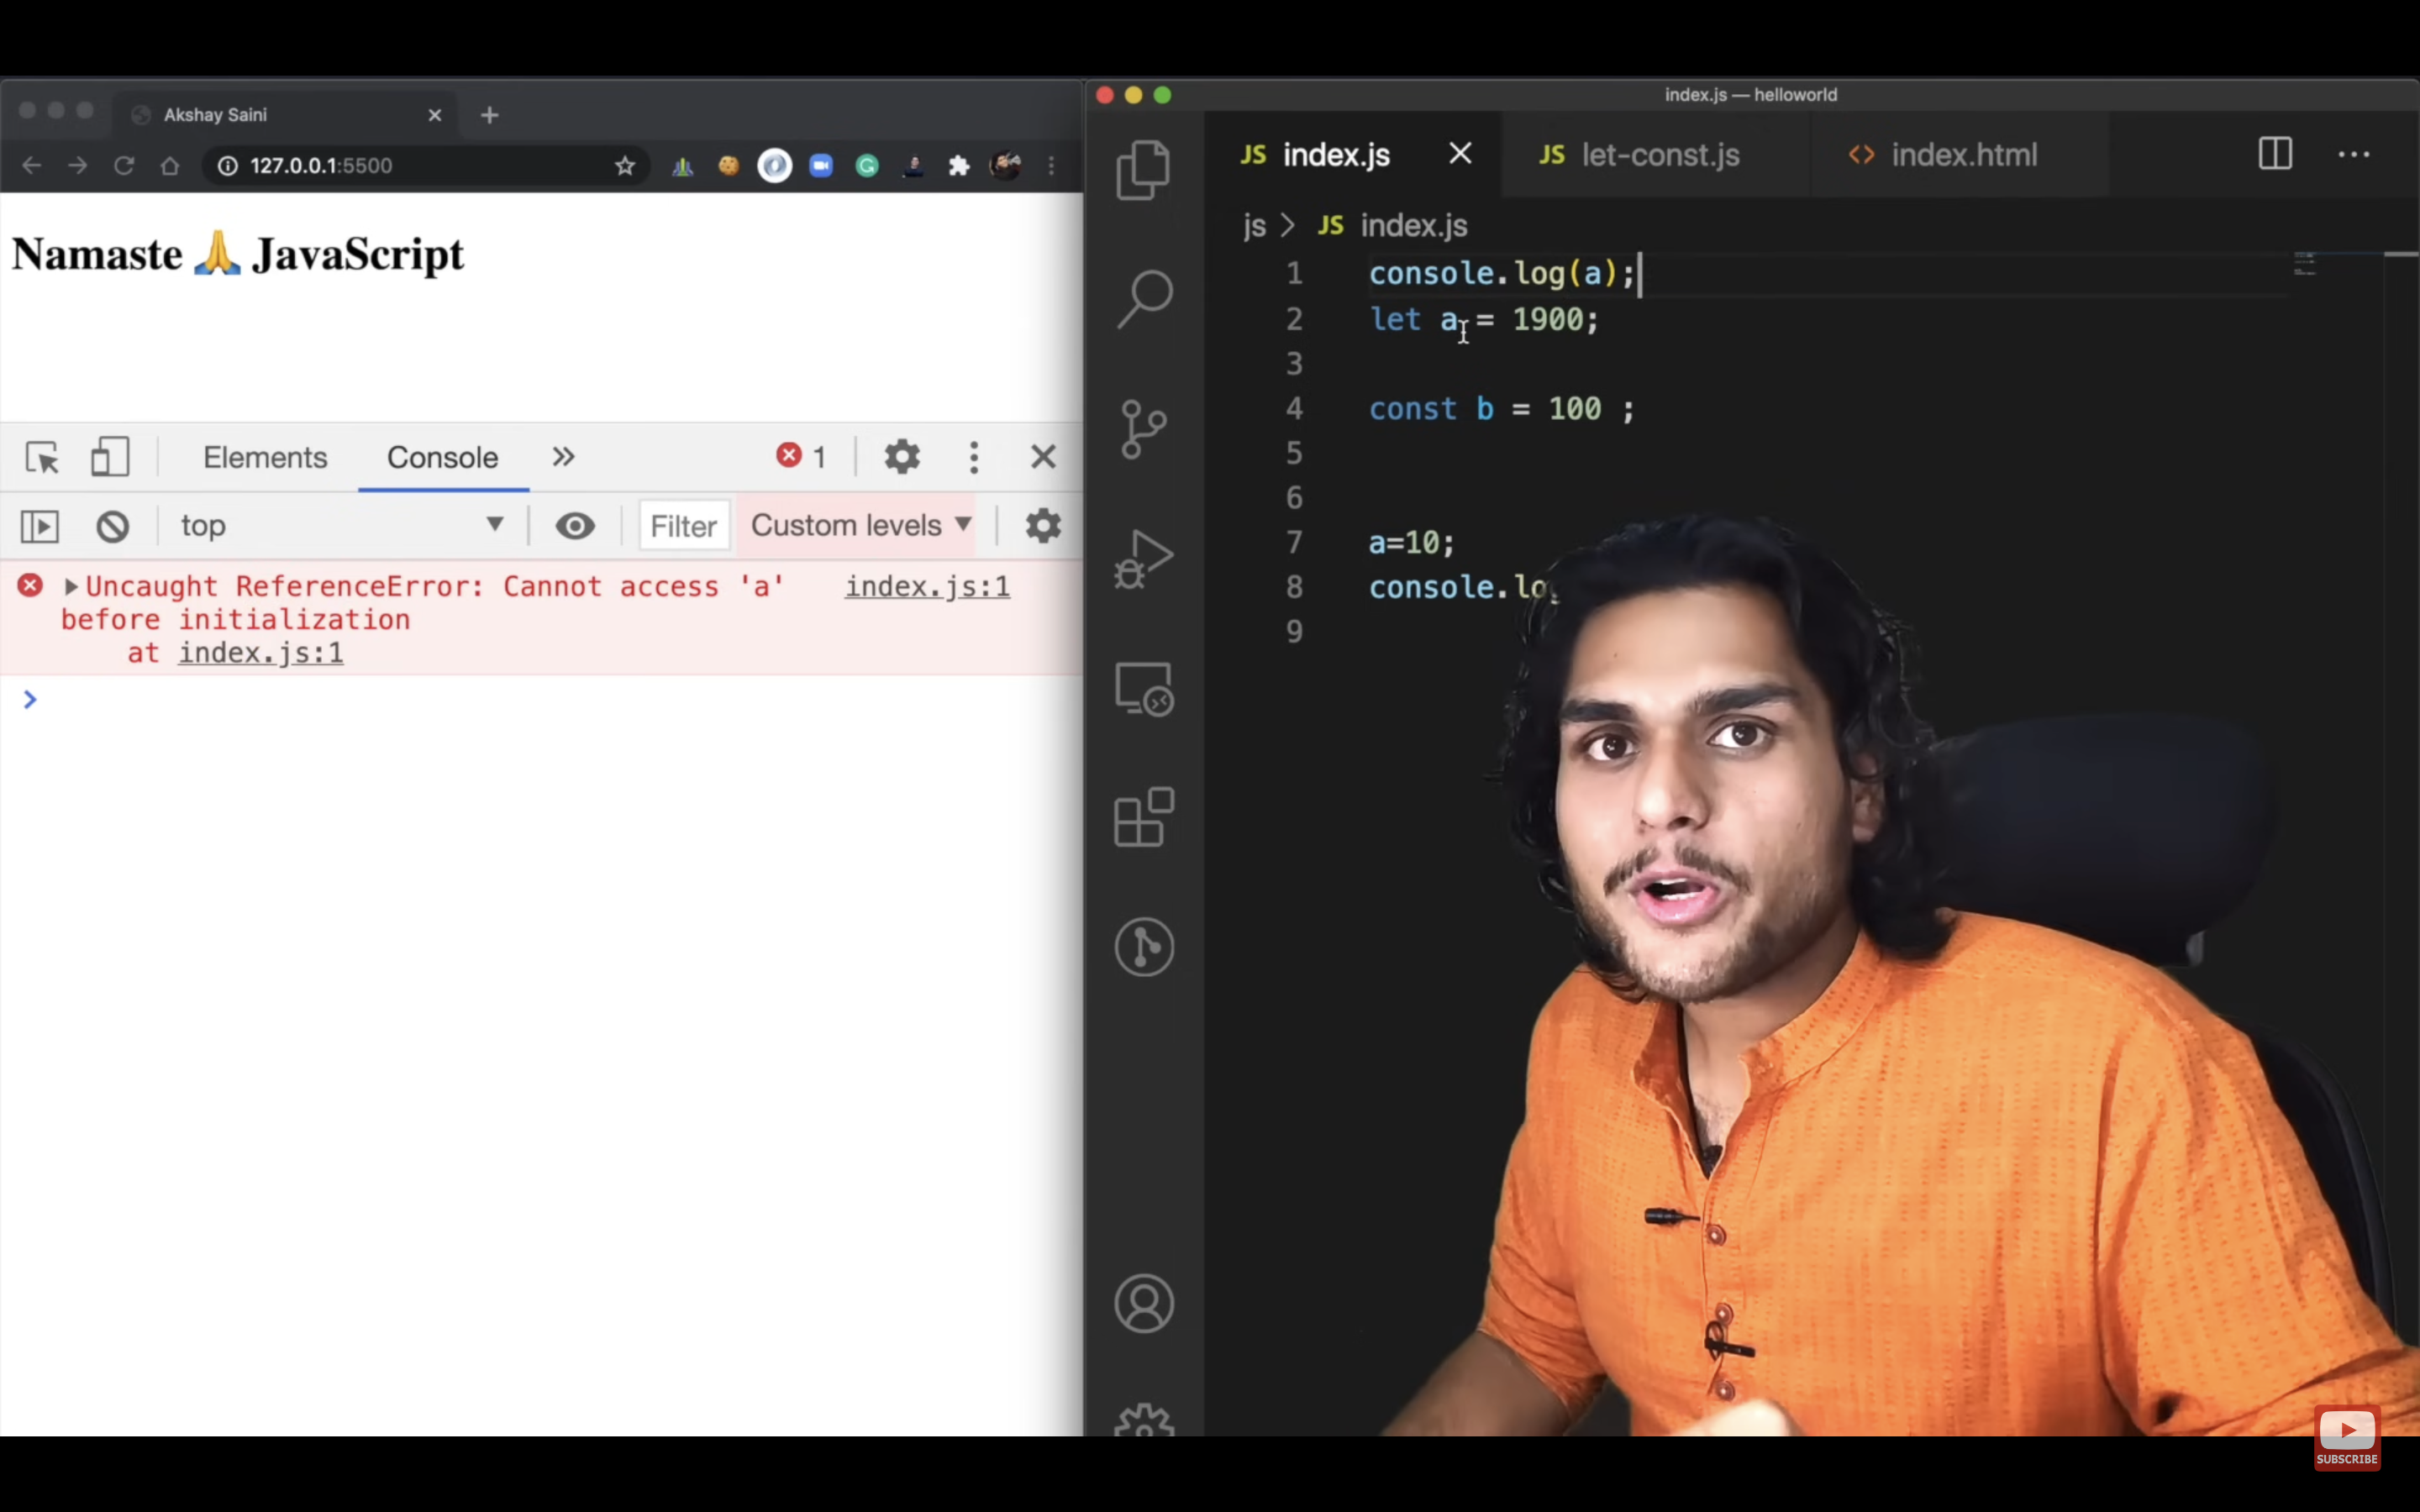 Akshay Saini
127.0.0.1:5500
Namaste 🙏 JavaScript
Elements Console » 1
top Filter Custom levels
Uncaught ReferenceError: Cannot access 'a' index.js:1
before initialization
at index.js:1
index.js — helloworld
JS index.js JS let-const.js <> index.html
js > JS index.js
1 console.log(a);
2 let a = 1900;
3
4 const b = 100 ;
5
6
7 a=10;
8 console.log
9
SUBSCRIBE